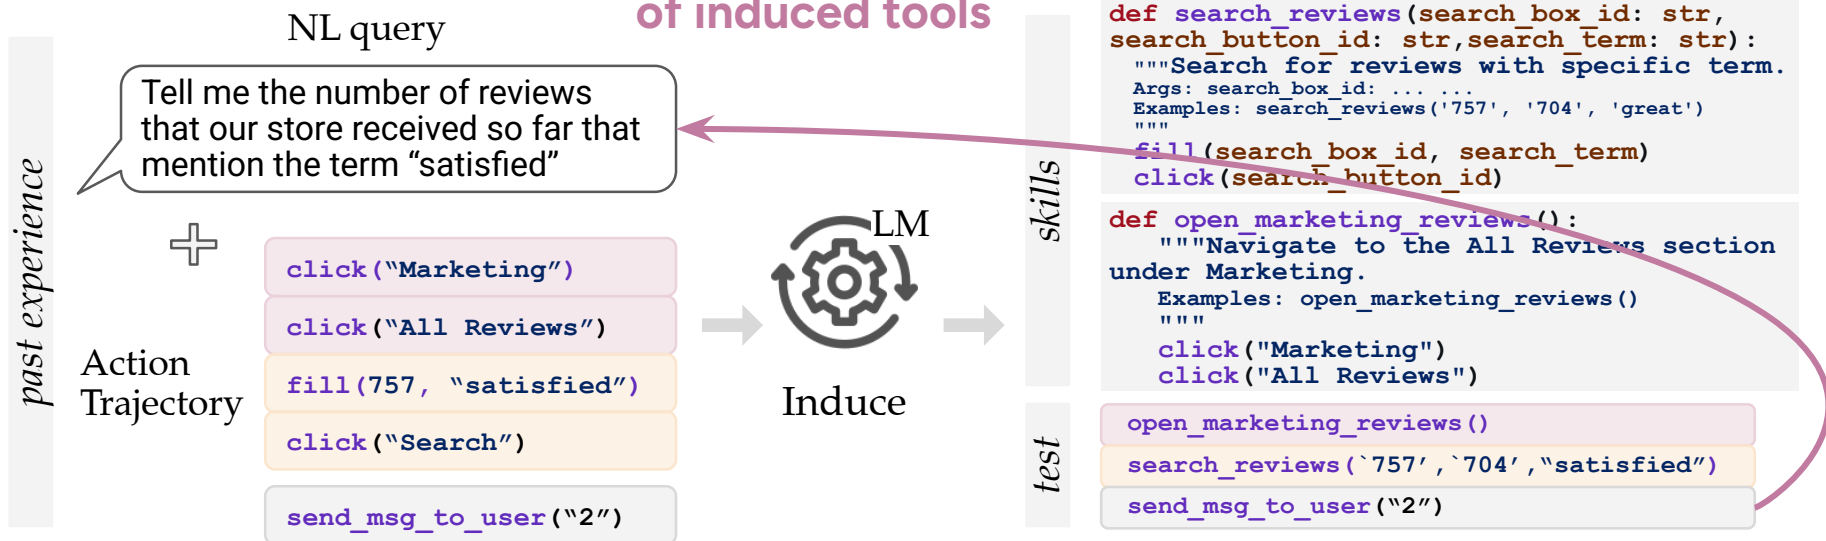 of induced tools
past experience
NL query
Tell me the number of reviews
that our store received so far that
mention the term “satisfied”
Action
Trajectory
click(“Marketing”)
click(“All Reviews”)
fill(757, “satisfied”)
click(“Search”)
send_msg_to_user(“2”)
LM
Induce
skills
def search_reviews(search_box_id: str,
search_button_id: str,search_term: str):
"""Search for reviews with specific term.
Args: search_box_id: ... ...
Examples: search_reviews('757', '704', 'great')
"""
fill(search_box_id, search_term)
click(search_button_id)
def open_marketing_reviews():
"""Navigate to the All Reviews section
under Marketing.
Examples: open_marketing_reviews()
"""
click("Marketing")
click("All Reviews")
test
open_marketing_reviews()
search_reviews(`757’,`704’,“satisfied”)
send_msg_to_user(“2”)